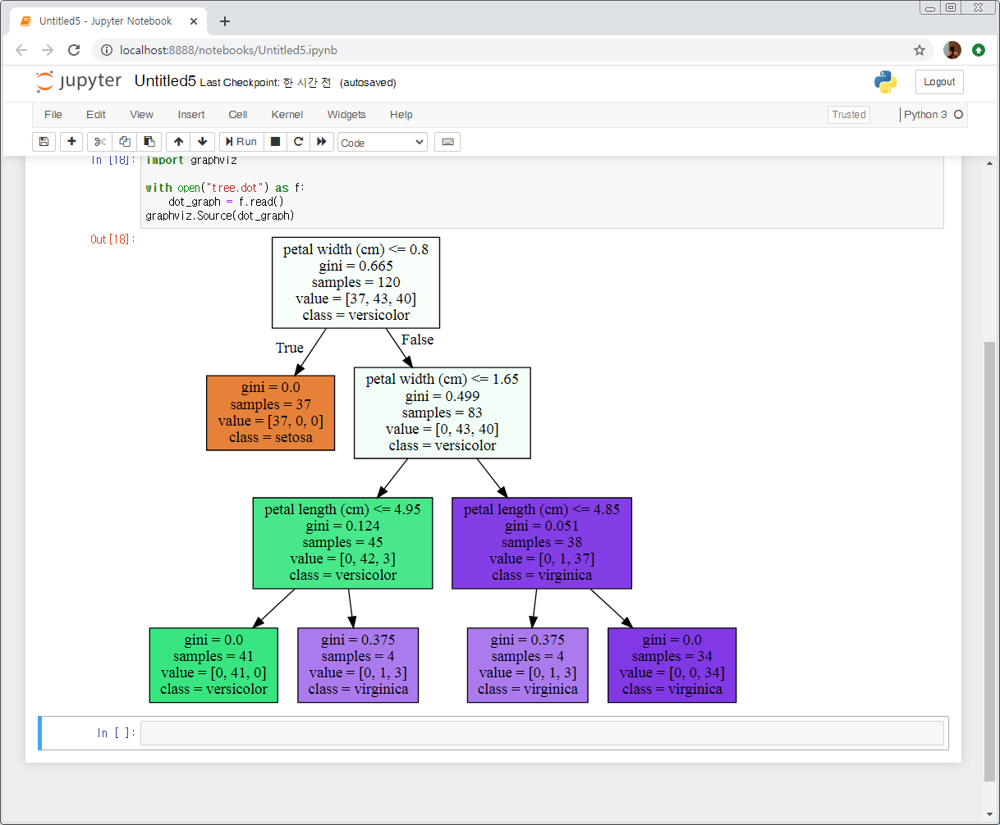 Untitled5 - Jupyter Notebook
localhost:8888/notebooks/Untitled5.ipynb
jupyter Untitled5 Last Checkpoint: 한 시간 전 (autosaved)
Logout
File Edit View Insert Cell Kernel Widgets Help
Trusted
Python 3
Run
Code
In [18]: import graphviz
with open("tree.dot") as f:
dot_graph = f.read()
graphviz.Source(dot_graph)
Out[18]:
petal width (cm) <= 0.8
gini = 0.665
samples = 120
value = [37, 43, 40]
class = versicolor
True
False
gini = 0.0
samples = 37
value = [37, 0, 0]
class = setosa
petal width (cm) <= 1.65
gini = 0.499
samples = 83
value = [0, 43, 40]
class = versicolor
petal length (cm) <= 4.95
gini = 0.124
samples = 45
value = [0, 42, 3]
class = versicolor
petal length (cm) <= 4.85
gini = 0.051
samples = 38
value = [0, 1, 37]
class = virginica
gini = 0.0
samples = 41
value = [0, 41, 0]
class = versicolor
gini = 0.375
samples = 4
value = [0, 1, 3]
class = virginica
gini = 0.375
samples = 4
value = [0, 1, 3]
class = virginica
gini = 0.0
samples = 34
value = [0, 0, 34]
class = virginica
In [ ]: